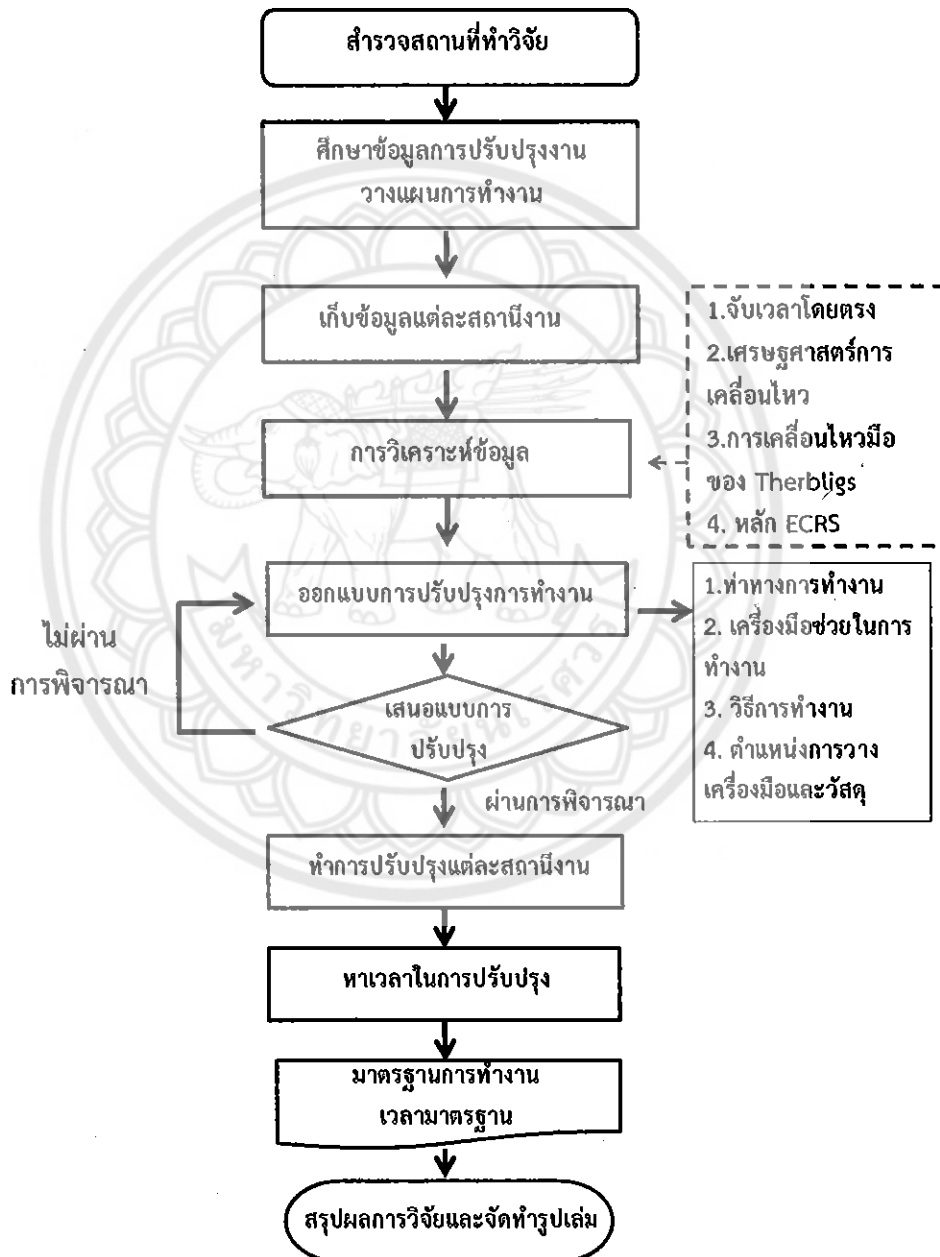 สำรวจสถานที่ทำวิจัย
ศึกษาข้อมูลการปรับปรุงงาน
วางแผนการทำงาน
เก็บข้อมูลแต่ละสถานีงาน
1.จับเวลาโดยตรง
2.เศรษฐศาสตร์การ
เคลื่อนไหว
3.การเคลื่อนไหวมือ
ของ Therbligs
4. หลัก ECRS
การวิเคราะห์ข้อมูล
ออกแบบการปรับปรุงการทำงาน
1.ท่าทางการทำงาน
2. เครื่องมือช่วยในการ
ทำงาน
3. วิธีการทำงาน
4. ตำแหน่งการวาง
เครื่องมือและวัสดุ
ไม่ผ่าน
การพิจารณา
เสนอแบบการ
ปรับปรุง
ผ่านการพิจารณา
ทำการปรับปรุงแต่ละสถานีงาน
หาเวลาในการปรับปรุง
มาตรฐานการทำงาน
เวลามาตรฐาน
สรุปผลการวิจัยและจัดทำรูปเล่ม
มหาวิทยาลัยนเรศวร